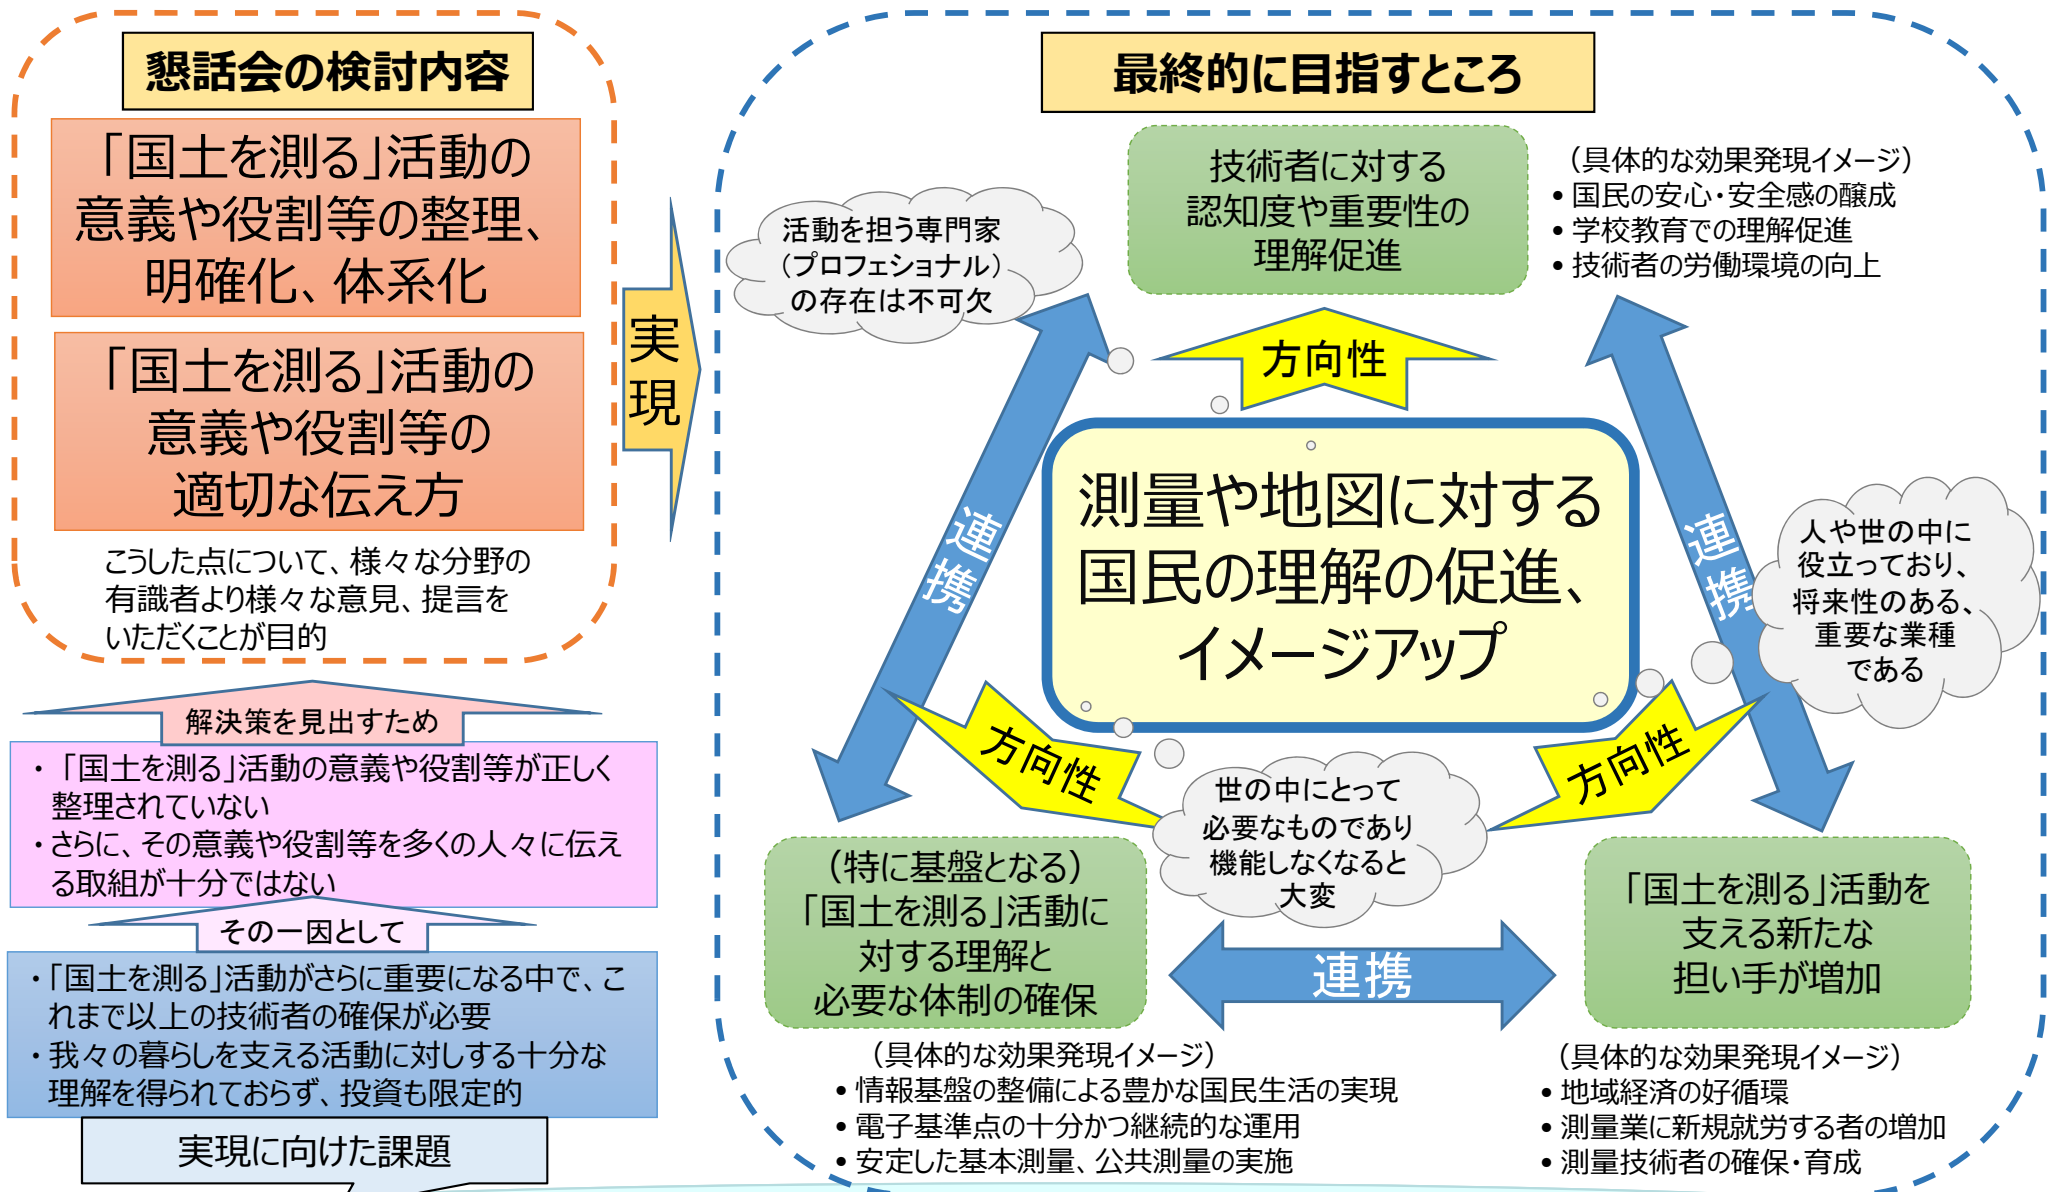 懇話会の検討内容
「国土を測る」活動の
意義や役割等の整理、
明確化、体系化
「国土を測る」活動の
意義や役割等の
適切な伝え方
こうした点について、様々な分野の
有識者より様々な意見、提言を
いただくことが目的
解決策を見出すため
・「国土を測る」活動の意義や役割等が正しく
整理されていない
・さらに、その意義や役割等を多くの人々に伝え
る取組が十分ではない
その一因として
・「国土を測る」活動がさらに重要になる中で、こ
れまで以上の技術者の確保が必要
・我々の暮らしを支える活動に対しする十分な
理解を得られておらず、投資も限定的
実現に向けた課題
実
現
最終的に目指すところ
技術者に対する
認知度や重要性の
理解促進
（具体的な効果発現イメージ）
• 国民の安心・安全感の醸成
• 学校教育での理解促進
• 技術者の労働環境の向上
活動を担う専門家
（プロフェショナル）
の存在は不可欠
方向性
連
携
連
携
測量や地図に対する
国民の理解の促進、
イメージアップ
人や世の中に
役立っており、
将来性のある、
重要な業種
である
方向性
方向性
世の中にとって
必要なものであり
機能しなくなると
大変
（特に基盤となる）
「国土を測る」活動に
対する理解と
必要な体制の確保
連携
「国土を測る」活動を
支える新たな
担い手が増加
（具体的な効果発現イメージ）
• 情報基盤の整備による豊かな国民生活の実現
• 電子基準点の十分かつ継続的な運用
• 安定した基本測量、公共測量の実施
（具体的な効果発現イメージ）
• 地域経済の好循環
• 測量業に新規就労する者の増加
• 測量技術者の確保・育成